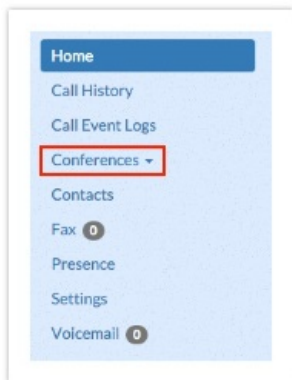 Home
Call History
Call Event Logs
Conferences
Contacts
Fax 0
Presence
Settings
Voicemail 0